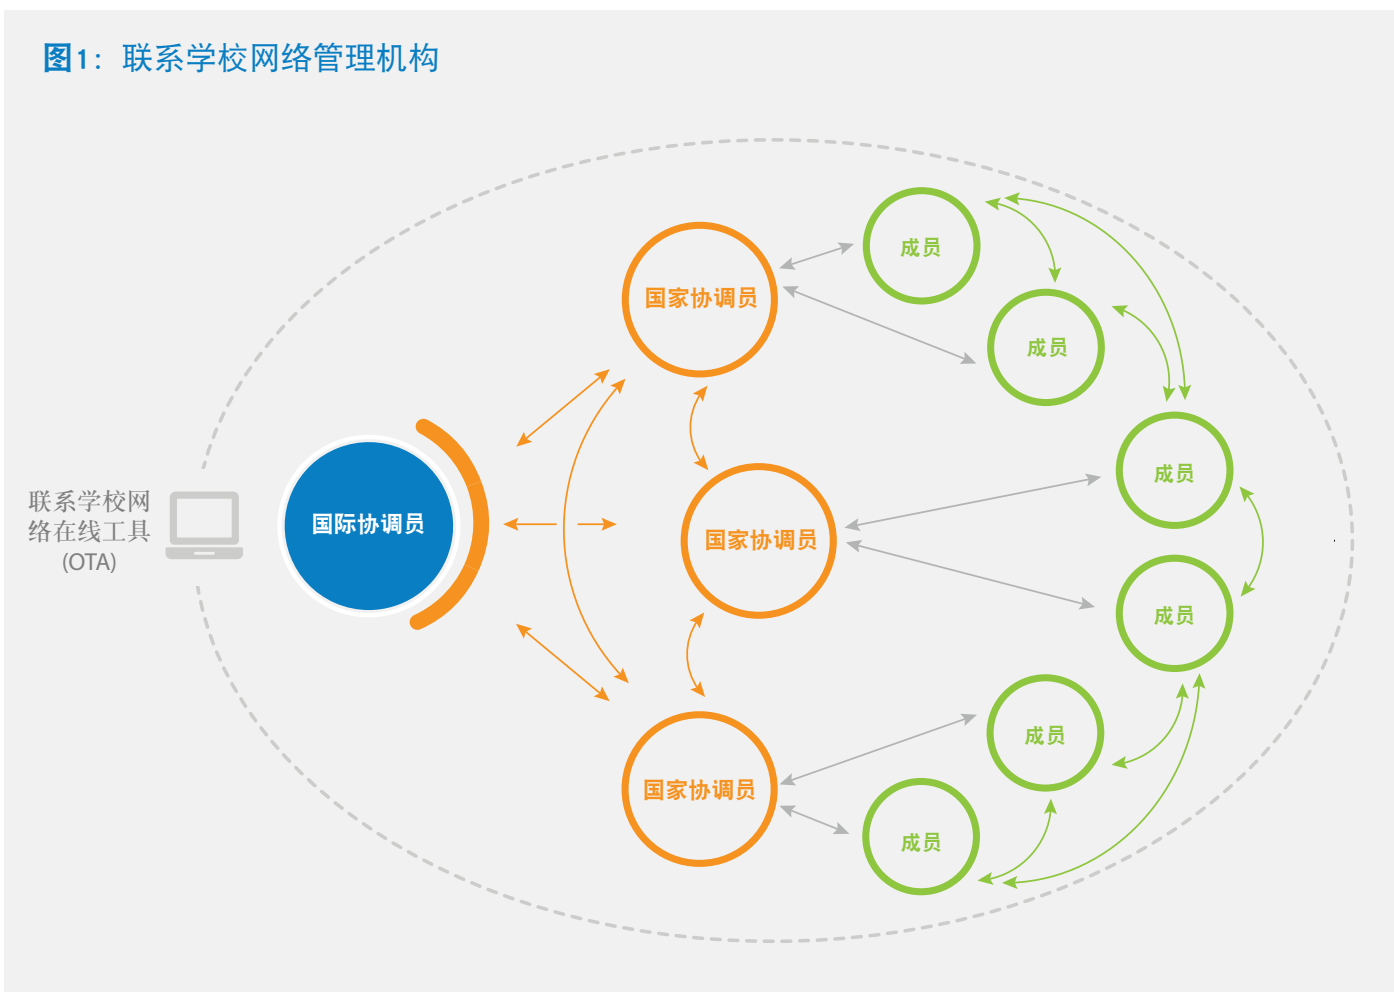 图1：联系学校网络管理机构
成员
国家协调员
成员
成员
联系学校网
络在线工具
(OTA)
国际协调员
国家协调员
成员
成员
国家协调员
成员